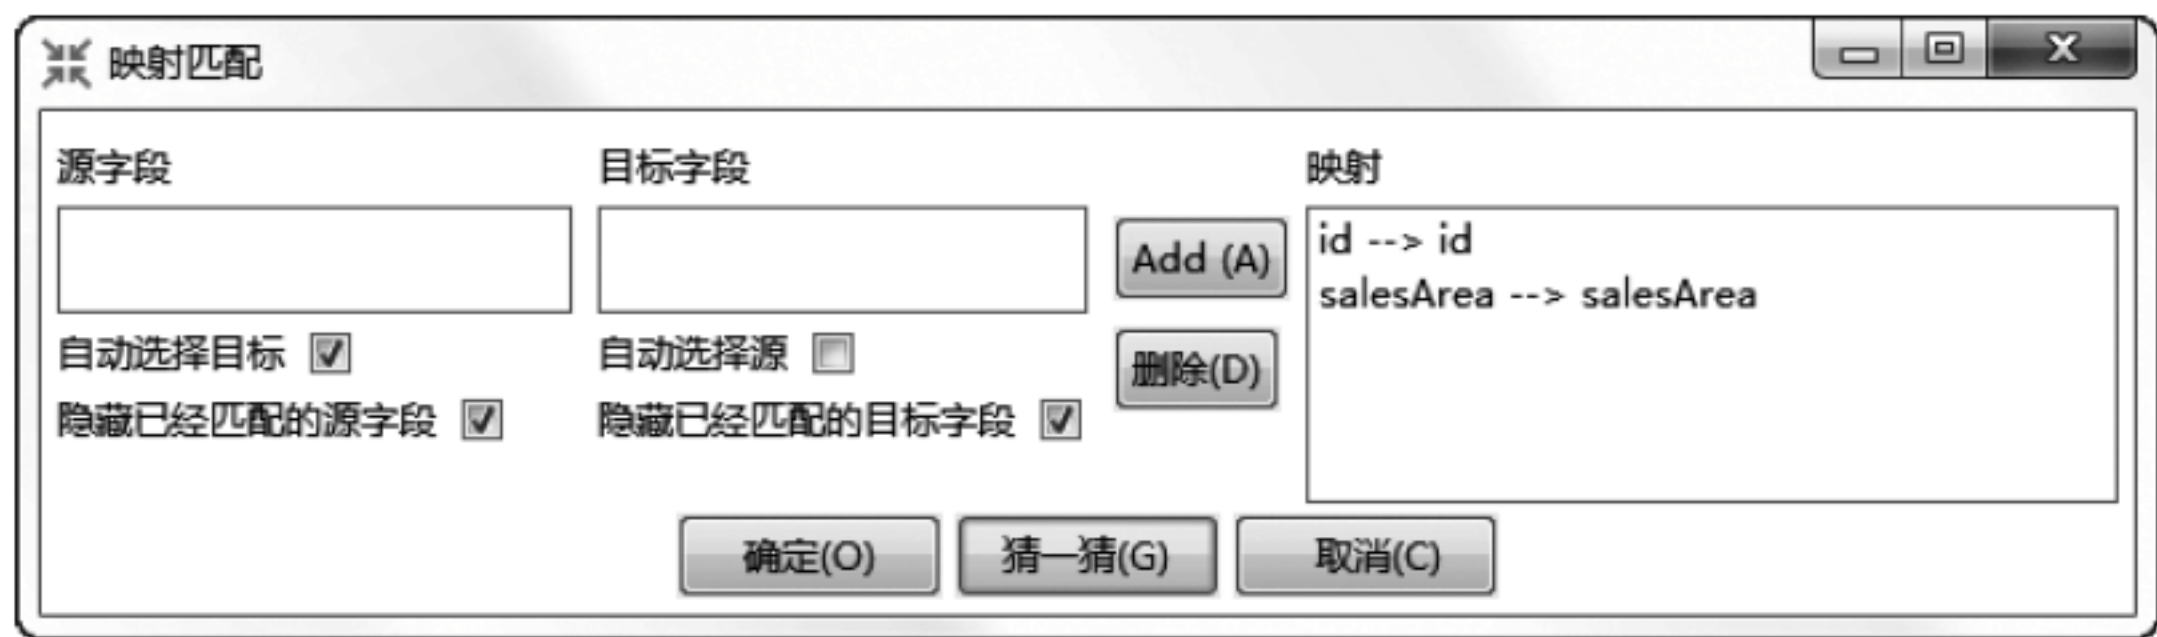 映射匹配
源字段
目标字段
映射
Add (A)
id --> id
salesArea --> salesArea
自动选择目标
自动选择源
删除(D)
隐藏已经匹配的源字段
隐藏已经匹配的目标字段
确定(O)
猜一猜(G)
取消(C)